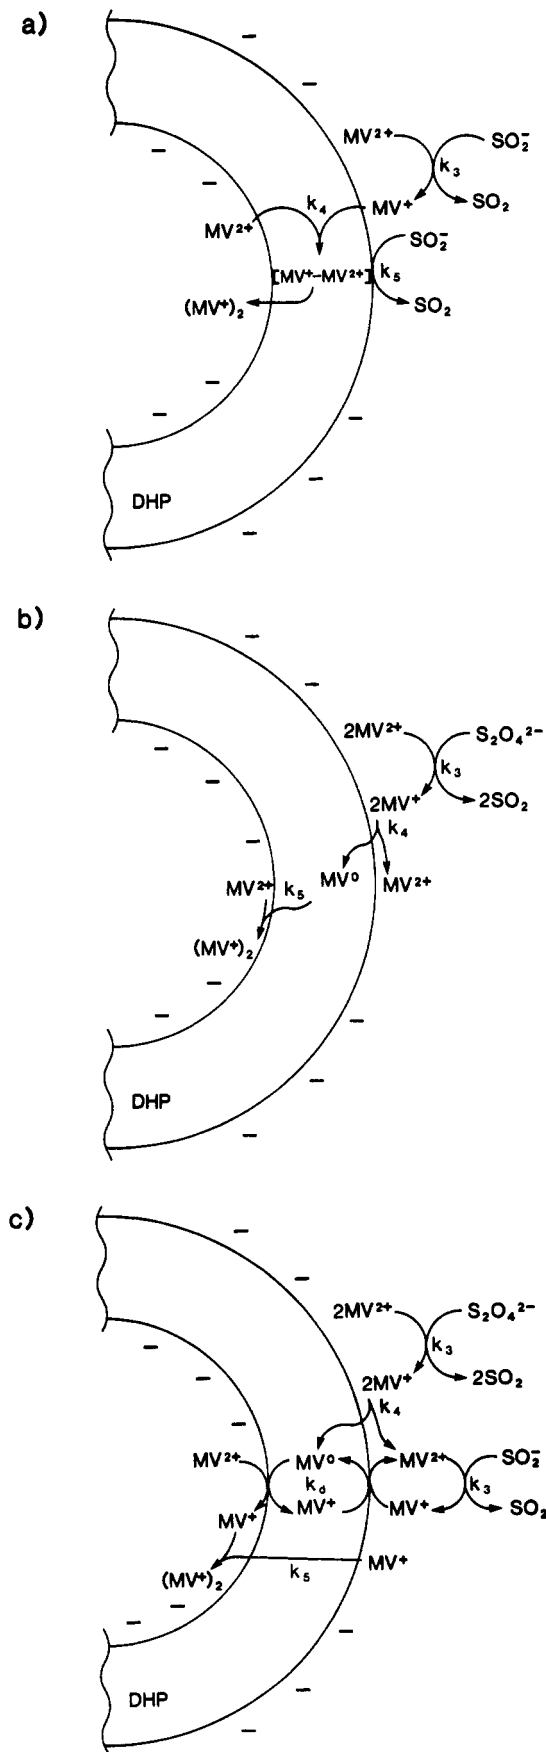 a)
MV²⁺ SO₂⁻
k₃
MV⁺ SO₂
k₄
MV²⁺ SO₂⁻
[MV⁺–MV²⁺] k₅
(MV⁺)₂ SO₂
DHP
b)
2MV²⁺ S₂O₄²⁻
k₃
2MV⁺ 2SO₂
k₄
MV²⁺ k₅ MV⁰ MV²⁺
(MV⁺)₂
DHP
c)
2MV²⁺ S₂O₄²⁻
k₃
2MV⁺ 2SO₂
k₄
MV²⁺ MV⁰ MV²⁺ SO₂⁻
k₆ k₃
MV⁺ MV⁺ MV⁺ SO₂
(MV⁺)₂ k₅ MV⁺
DHP